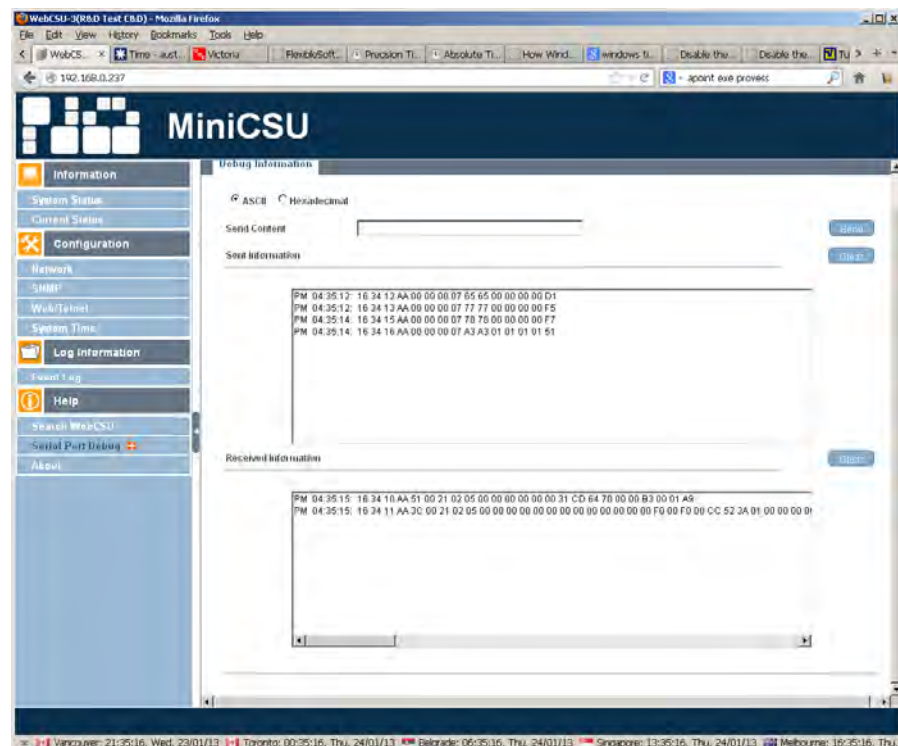 WebCSU-3(R&D Test C&D) - Mozilla Firefox
File Edit View History Bookmarks Tools Help
WebCS... × Time - aust... Victoria FlexibleSoft... Precision Ti... Absolute Ti... How Wind... windows ti... Disable the... Disable the... Tu
192.168.0.237
apoint exe provess
MiniCSU
Information
System Status
Current Status
Configuration
Network
SNMP
Web/Telnet
System Time
Log Information
Event Log
Help
Search WebCSU
Serial Port Debug
About
Debug Information
ASCII Hexadecimal
Send Content
Send
Sent Information
Clear
PM 04:35:12: 16 34 12 AA 00 00 00 07 65 65 00 00 00 00 D1
PM 04:35:12: 16 34 13 AA 00 00 00 07 77 77 00 00 00 00 F5
PM 04:35:14: 16 34 15 AA 00 00 00 07 78 78 00 00 00 00 F7
PM 04:35:14: 16 34 16 AA 00 00 00 07 A3 A3 01 01 01 01 51
Received Information
Clear
PM 04:35:15: 16 34 10 AA 51 00 21 02 05 00 00 00 00 00 00 31 CD 64 70 00 00 B3 00 01 A9
PM 04:35:15: 16 34 11 AA 3C 00 21 02 05 00 00 00 00 00 00 00 00 00 00 00 00 00 F0 00 F0 00 CC 52 3A 01 00 00 00
Vancouver: 21:35:16, Wed, 23/01/13 Toronto: 00:35:16, Thu, 24/01/13 Belgrade: 06:35:16, Thu, 24/01/13 Singapore: 13:35:16, Thu, 24/01/13 Melbourne: 16:35:16, Thu,